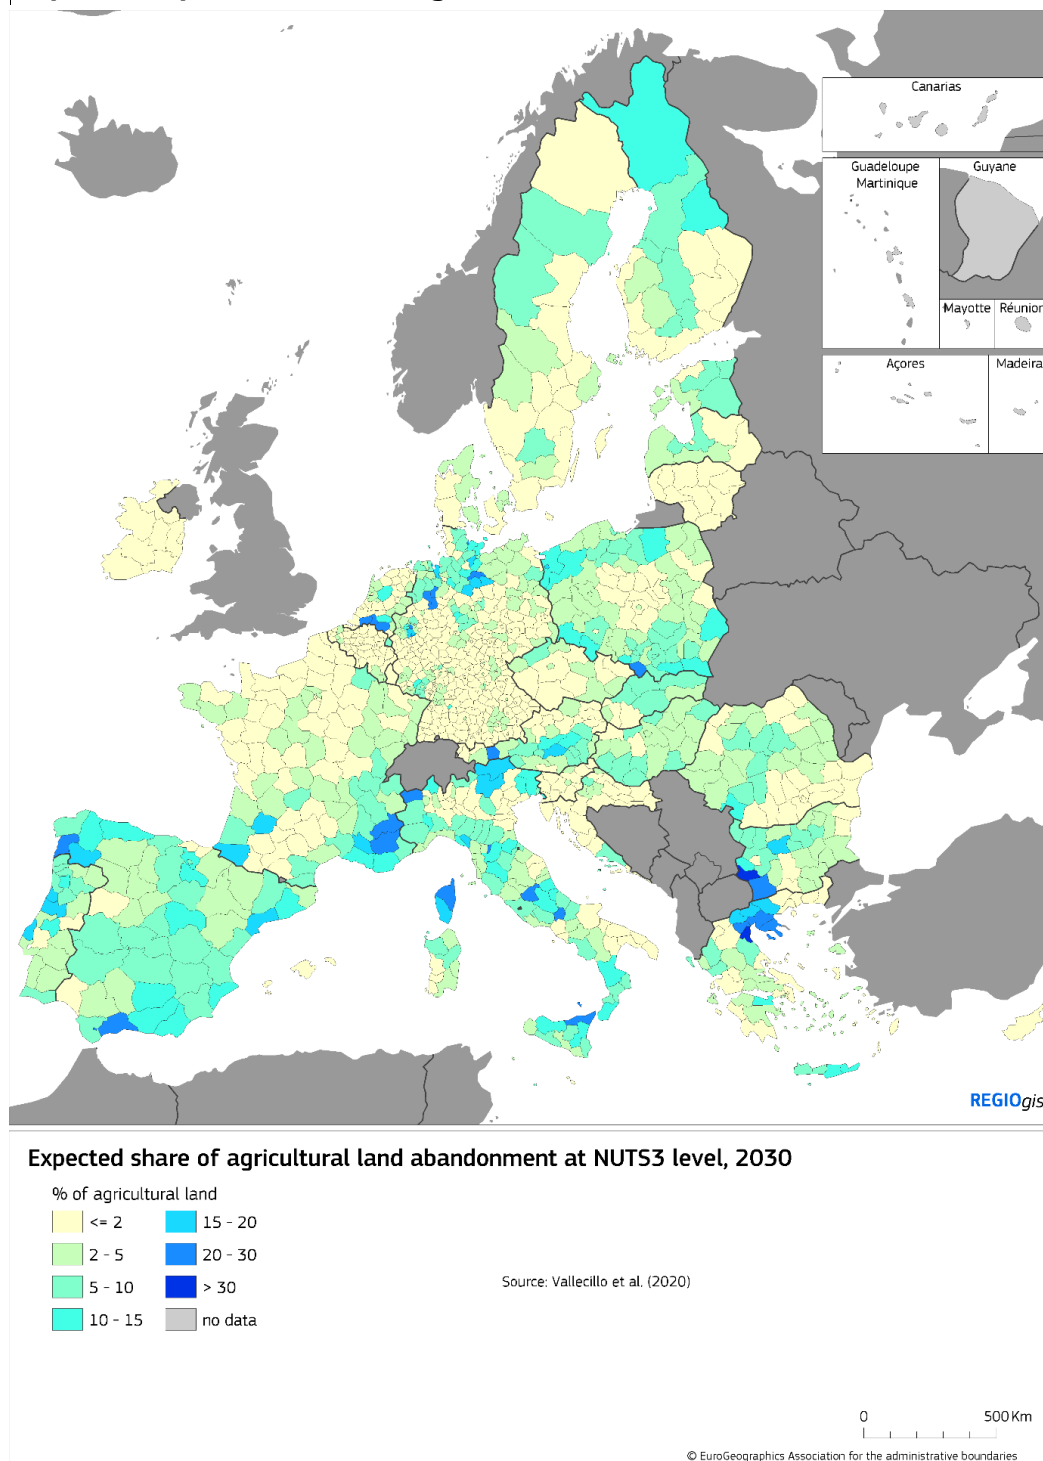 Canarias
Guadeloupe
Martinique
Guyane
Mayotte
Réunion
Açores
Madeira
REGIOgis
Expected share of agricultural land abandonment at NUTS3 level, 2030
% of agricultural land
<= 2
15 - 20
2 - 5
20 - 30
5 - 10
> 30
10 - 15
no data
Source: Vallecillo et al. (2020)
0
500 Km
© EuroGeographics Association for the administrative boundaries